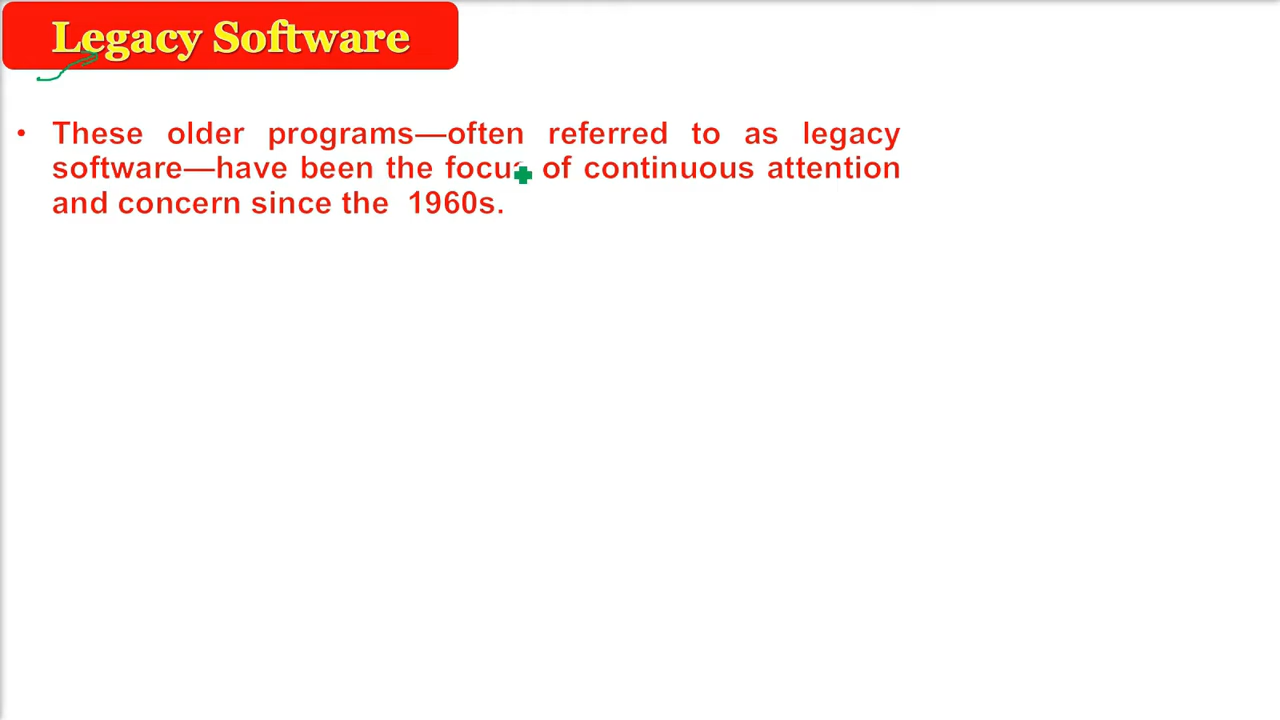 Legacy Software
• These older programs—often referred to as legacy
software—have been the focus of continuous attention
and concern since the 1960s.